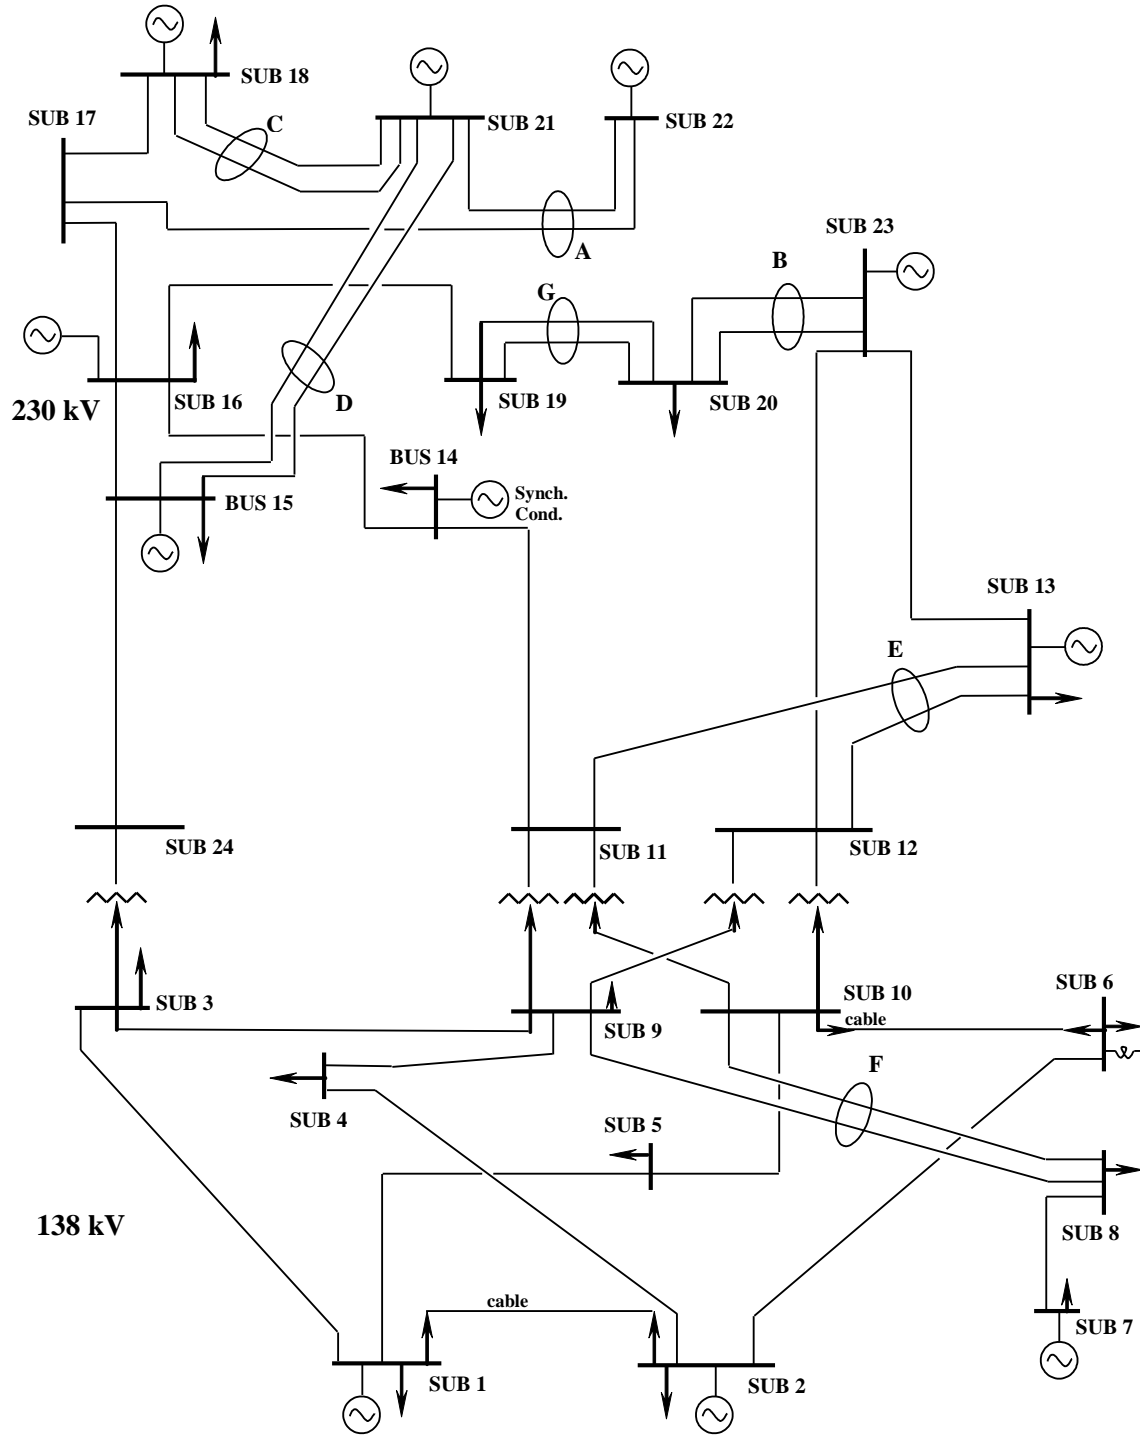 SUB 18
C
SUB 17
SUB 21
SUB 22
A
SUB 23
B
G
SUB 16
230 kV
SUB 19
SUB 20
D
BUS 14
Synch.
Cond.
BUS 15
SUB 13
E
SUB 24
SUB 11
SUB 12
SUB 3
SUB 9
SUB 10
cable
SUB 6
F
SUB 4
SUB 5
138 kV
SUB 8
cable
SUB 7
SUB 1
SUB 2